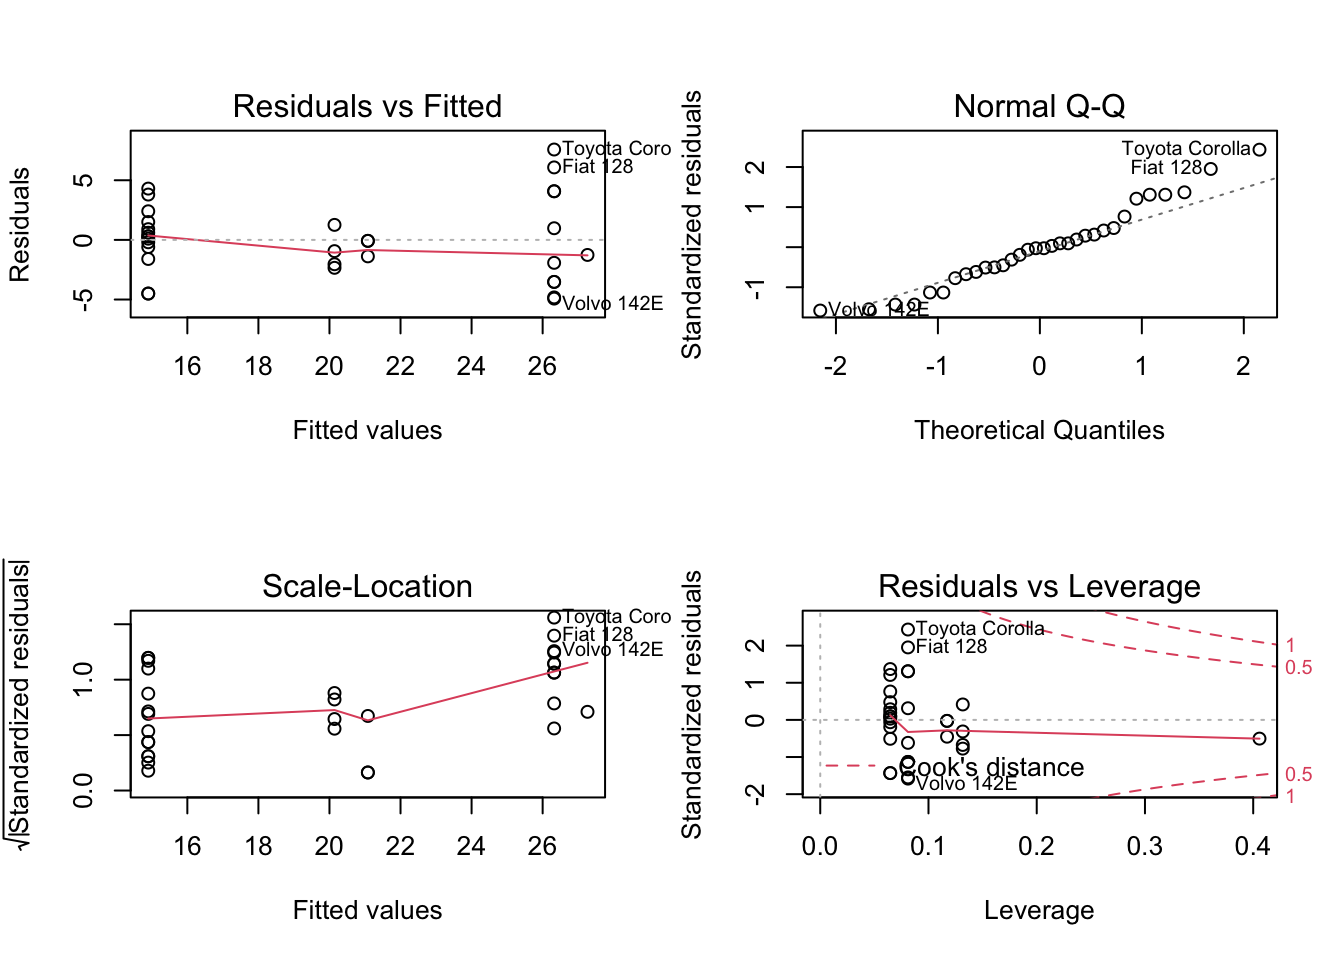 Residuals vs Fitted
Residuals
5
0
-5
Toyota Coro
Fiat 128
Volvo 142E
16 18 20 22 24 26
Fitted values
Normal Q-Q
Standardized residuals
2
1
-1
Toyota Corolla
Fiat 128
Volvo 142E
-2 -1 0 1 2
Theoretical Quantiles
Scale-Location
√|Standardized residuals|
1.0
0.0
Toyota Coro
Fiat 128
Volvo 142E
16 18 20 22 24 26
Fitted values
Residuals vs Leverage
Standardized residuals
2
1
0
-2
Toyota Corolla
Fiat 128
Cook's distance
Volvo 142E
1
0.5
0.5
1
0.0 0.1 0.2 0.3 0.4
Leverage